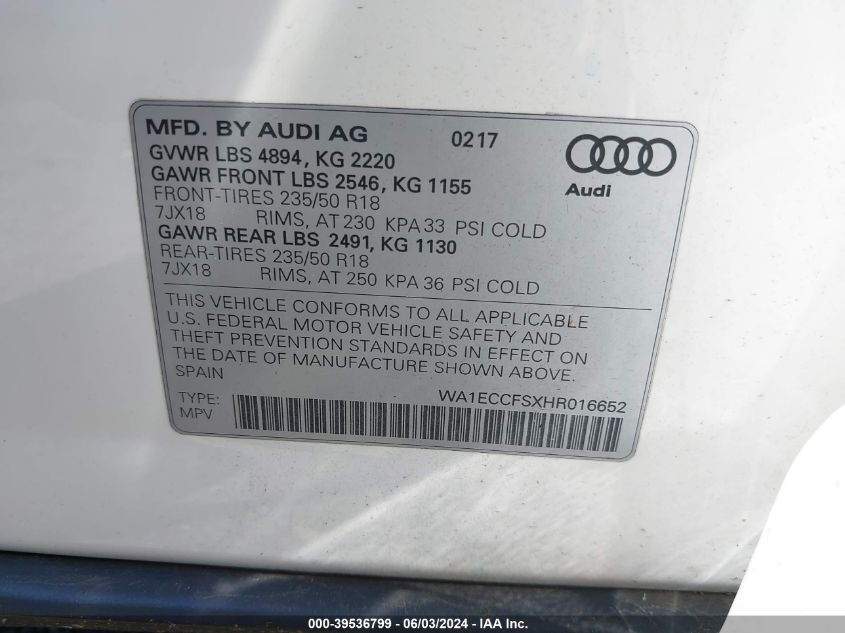 MFD. BY AUDI AG 0217
GVWR LBS 4894, KG 2220
GAWR FRONT LBS 2546, KG 1155
FRONT-TIRES 235/50 R18
7JX18 RIMS, AT 230 KPA 33 PSI COLD
GAWR REAR LBS 2491, KG 1130
REAR-TIRES 235/50 R18
7JX18 RIMS, AT 250 KPA 36 PSI COLD
Audi
THIS VEHICLE CONFORMS TO ALL APPLICABLE
U.S. FEDERAL MOTOR VEHICLE SAFETY AND
THEFT PREVENTION STANDARDS IN EFFECT ON
THE DATE OF MANUFACTURE SHOWN ABOVE.
SPAIN
WA1ECCFSXHR016652
TYPE:
MPV
000-39536799 - 06/03/2024 - IAA Inc.